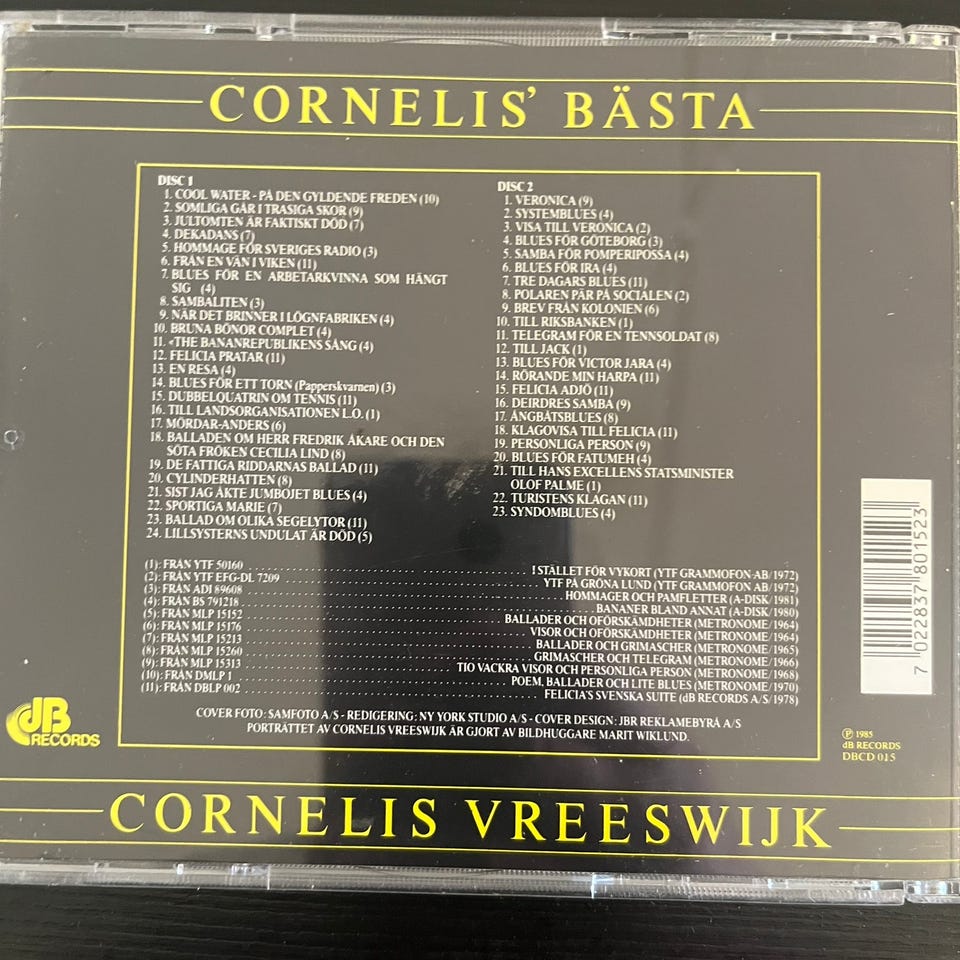 CORNELIS' BÄSTA
DISC 1
1. COOL WATER - PÅ DEN GYLDENDE FREDEN (10)
2. SOMLIGA GÅR I TRASIGA SKOR (9)
3. JULTOMTEN ÄR FAKTISKT DÖD (7)
4. DEKADANS (7)
5. HOMMAGE FÖR SVERIGES RADIO (3)
6. FRÅN EN VÄN I VIKEN (11)
7. BLUES FÖR EN ARBETARKVINNA SOM HÄNGT
SIG (4)
8. SAMBALITEN (3)
9. NÄR DET BRINNER I LÖGNFABRIKEN (4)
10. BRUNA BÖNOR COMPLET (4)
11. «THE BANANREPUBLIKENS SÅNG (4)
12. FELICIA PRATAR (11)
13. EN RESA (4)
14. BLUES FÖR ETT TORN (Papperskvarnen) (3)
15. DUBBELQUATRIN OM TENNIS (11)
16. TILL LANDSORGANISATIONEN L.O. (1)
17. MÖRDAR-ANDERS (6)
18. BALLADEN OM HERR FREDRIK ÅKARE OCH DEN
SÖTA FRÖKEN CECILIA LIND (8)
19. DE FATTIGA RIDDARNAS BALLAD (11)
20. CYLINDERHATTEN (8)
21. SIST JAG ÅKTE JUMBOJET BLUES (4)
22. SPORTIGA MARIE (7)
23. BALLAD OM OLIKA SEGELYTOR (11)
24. LILLSYSTERNS UNDULAT ÄR DÖD (5)
DISC 2
1. VERONICA (9)
2. SYSTEMBLUES (4)
3. VISA TILL VERONICA (2)
4. BLUES FÖR GÖTEBORG (3)
5. SAMBA FÖR POMPERIPOSSA (4)
6. BLUES FÖR IRA (4)
7. TRE DAGARS BLUES (11)
8. POLAREN PÄR PÅ SOCIALEN (2)
9. BREV FRÅN KOLONIEN (6)
10. TILL RIKSBANKEN (1)
11. TELEGRAM FÖR EN TENNSOLDAT (8)
12. TILL JACK (1)
13. BLUES FÖR VICTOR JARA (4)
14. RÖRANDE MIN HARPA (11)
15. FELICIA ADJÖ (11)
16. DEIRDRES SAMBA (9)
17. ÅNGBÅTSBLUES (8)
18. KLAGOVISA TILL FELICIA (11)
19. PERSONLIGA PERSON (9)
20. BLUES FÖR FATUMEH (4)
21. TILL HANS EXCELLENS STATSMINISTER
OLOF PALME (1)
22. TURISTENS KLAGAN (11)
23. SYNDOMBLUES (4)
(1): FRÅN YTF 50160 I STÄLLET FÖR VYKORT (YTF GRAMMOFON AB/1972)
(2): FRÅN YTF EFG-DL 7209 YTF PÅ GRÖNA LUND (YTF GRAMMOFON AB/1972)
(3): FRÅN ADI 89608 HOMMAGER OCH PAMFLETTER (A-DISK/1981)
(4): FRÅN BS 791218 BANANER BLAND ANNAT (A-DISK/1980)
(5): FRÅN MLP 15152 BALLADER OCH OFÖRSKÄMDHETER (METRONOME/1964)
(6): FRÅN MLP 15176 VISOR OCH OFÖRSKÄMDHETER (METRONOME/1964)
(7): FRÅN MLP 15213 BALLADER OCH GRIMASCHER (METRONOME/1965)
(8): FRÅN MLP 15260 GRIMASCHER OCH TELEGRAM (METRONOME/1966)
(9): FRÅN MLP 15313 TIO VACKRA VISOR OCH PERSONLIGA PERSON (METRONOME/1968)
(10): FRÅN DMLP 1 POEM, BALLADER OCH LITE BLUES (METRONOME/1970)
(11): FRÅN DBLP 002 FELICIA'S SVENSKA SUITE (dB RECORDS A/S/1978)
COVER FOTO: SAMFOTO A/S - REDIGERING: NY YORK STUDIO A/S - COVER DESIGN: JBR REKLAMEBYRÅ A/S
PORTRÄTTET AV CORNELIS VREESWIJK ÄR GJORT AV BILDHUGGARE MARIT WIKLUND.
dB
RECORDS
7 022837 801523
℗ 1985
dB RECORDS
DBCD 015
CORNELIS VREESWIJK